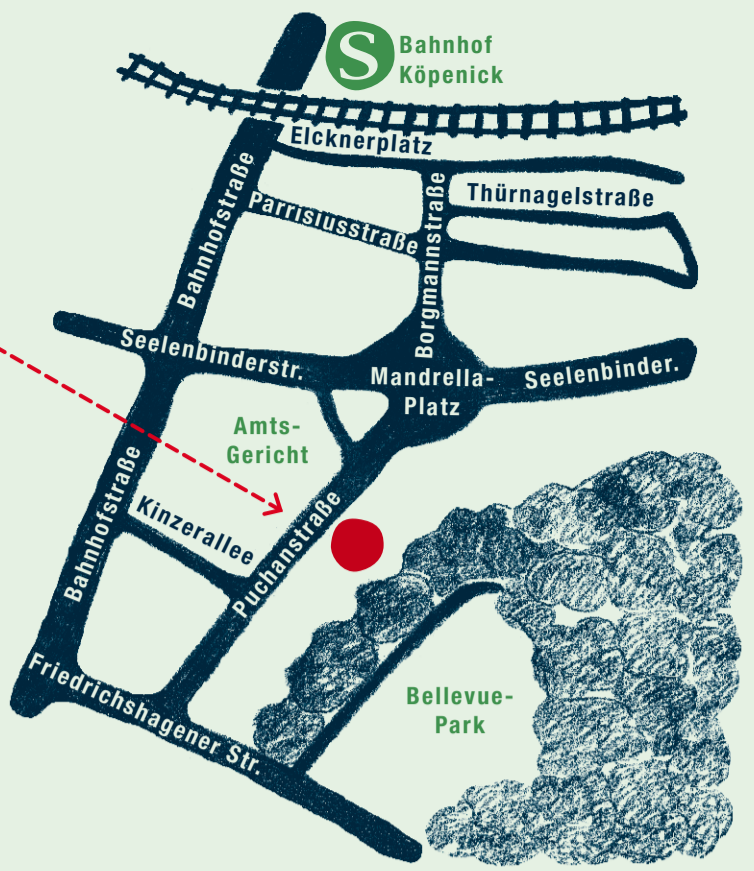 S
Bahnhof
Köpenick
Elcknerplatz
Thürnagelstraße
Parrisiusstraße
Bahnhofstraße
Borgmannstraße
Seelenbinderstr.
Mandrella-
Platz
Seelenbinder.
Amts-
Gericht
Bahnhofstraße
Kinzerallee
Puchanstraße
Friedrichshagener Str.
Bellevue-
Park